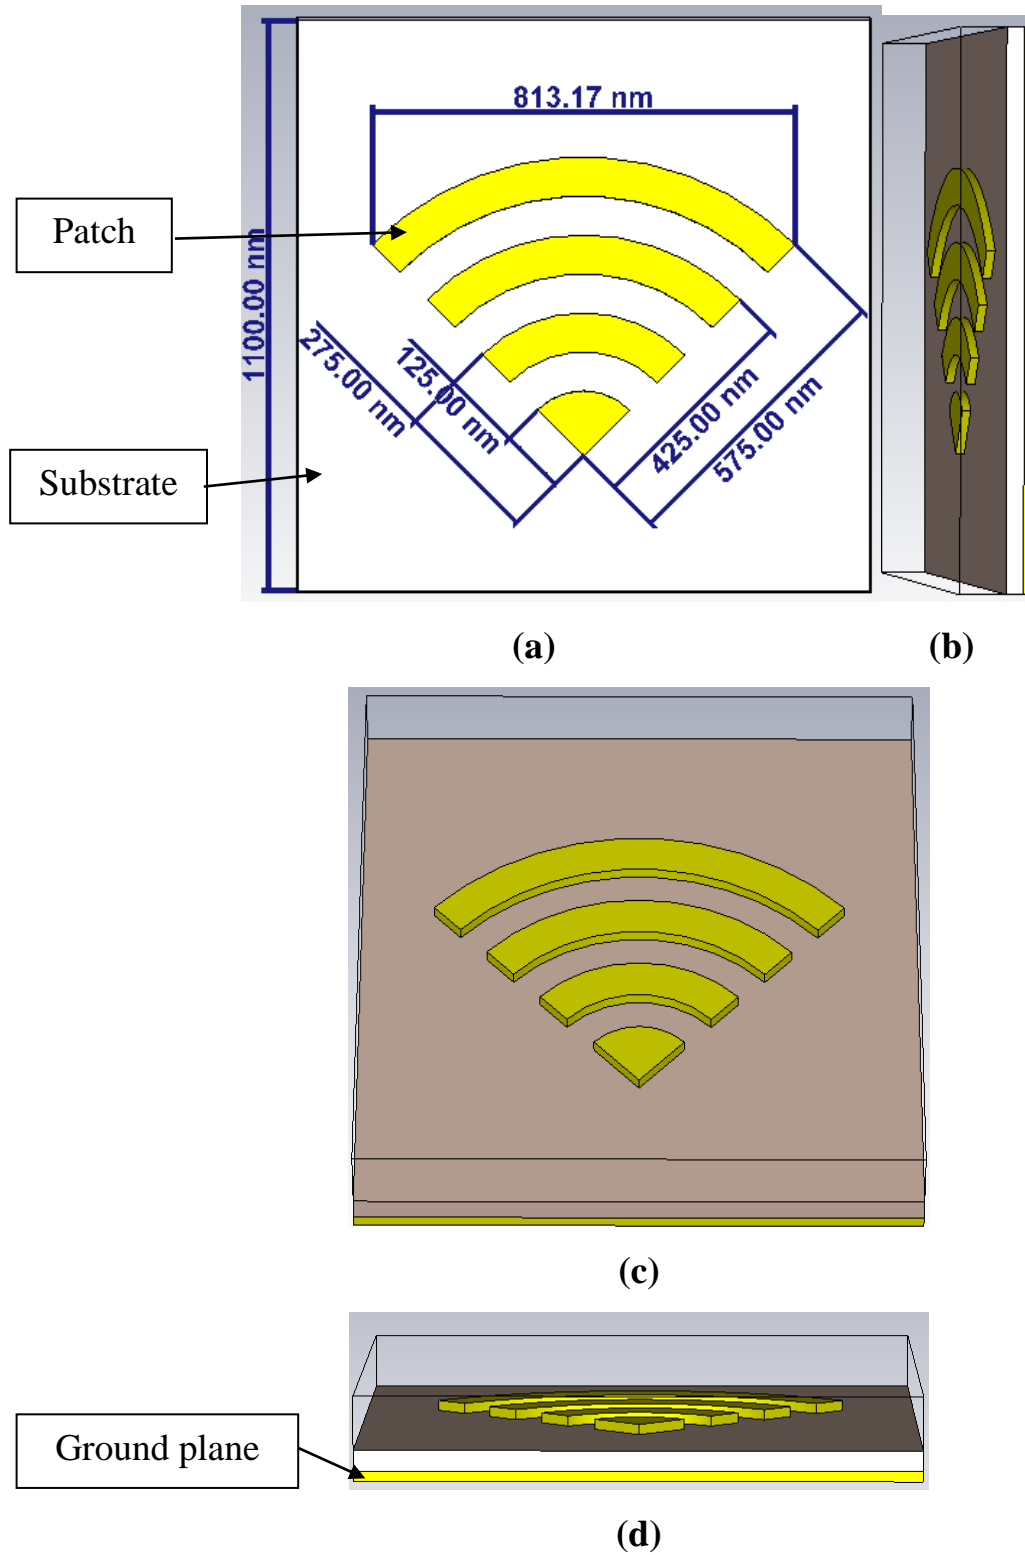 813.17 nm
Patch
1100.00 nm
275.00 nm
125.00 nm
425.00 nm
575.00 nm
Substrate
(a)
(b)
(c)
Ground plane
(d)